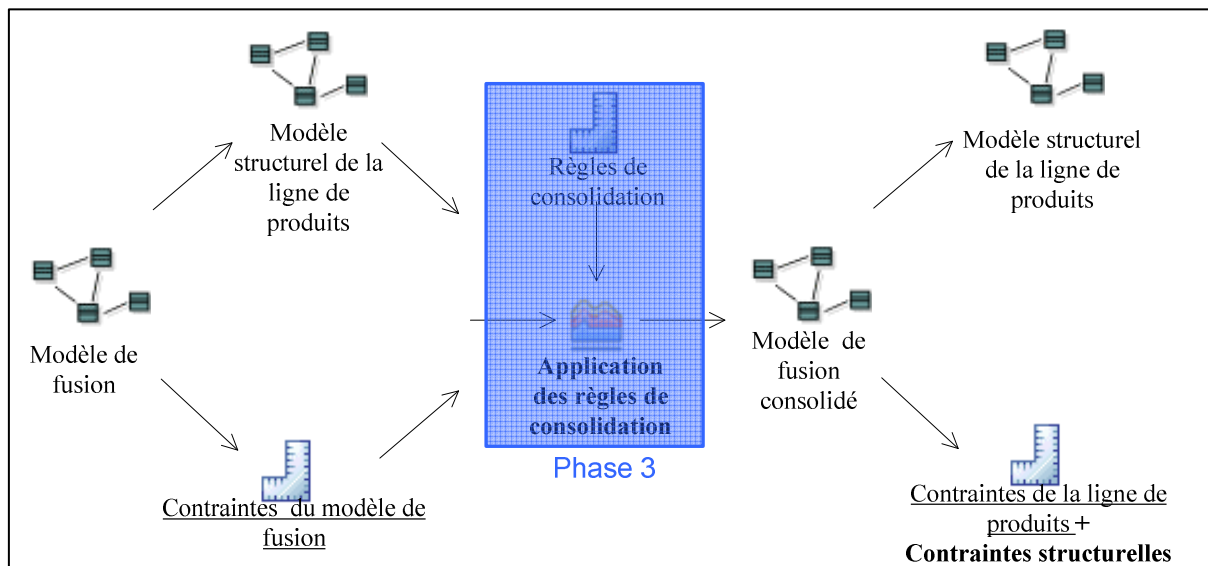 Modèle
structurel de la
ligne de
produits
Modèle de
fusion
Contraintes du modèle de
fusion
Règles de
consolidation
Application
des règles de
consolidation
Phase 3
Modèle de
fusion
consolidé
Modèle structurel
de la ligne de
produits
Contraintes de la ligne de
produits +
Contraintes structurelles